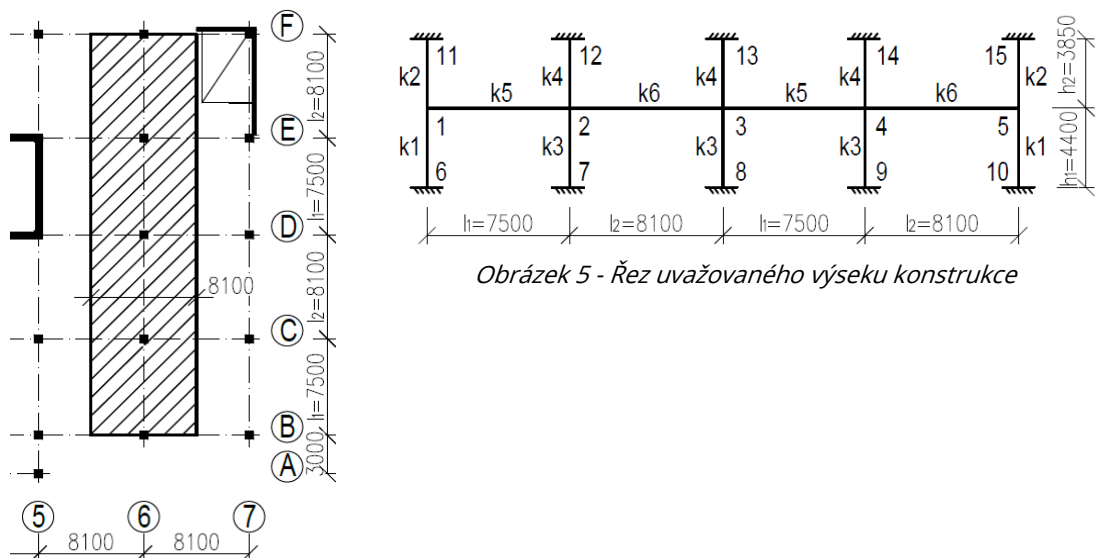 F
l2=8100
E
l1=7500
D
l2=8100
8100
C
l1=7500
B
3000
A
5
6
7
8100
8100
11
12
13
14
15
k2
k4
k4
k4
k2
k5
k6
k5
k6
1
2
3
4
5
k1
k3
k3
k3
k1
6
7
8
9
10
h2=3850
h1=4400
l1=7500
l2=8100
l1=7500
l2=8100
Obrázek 5 - Řez uvažovaného výseku konstrukce